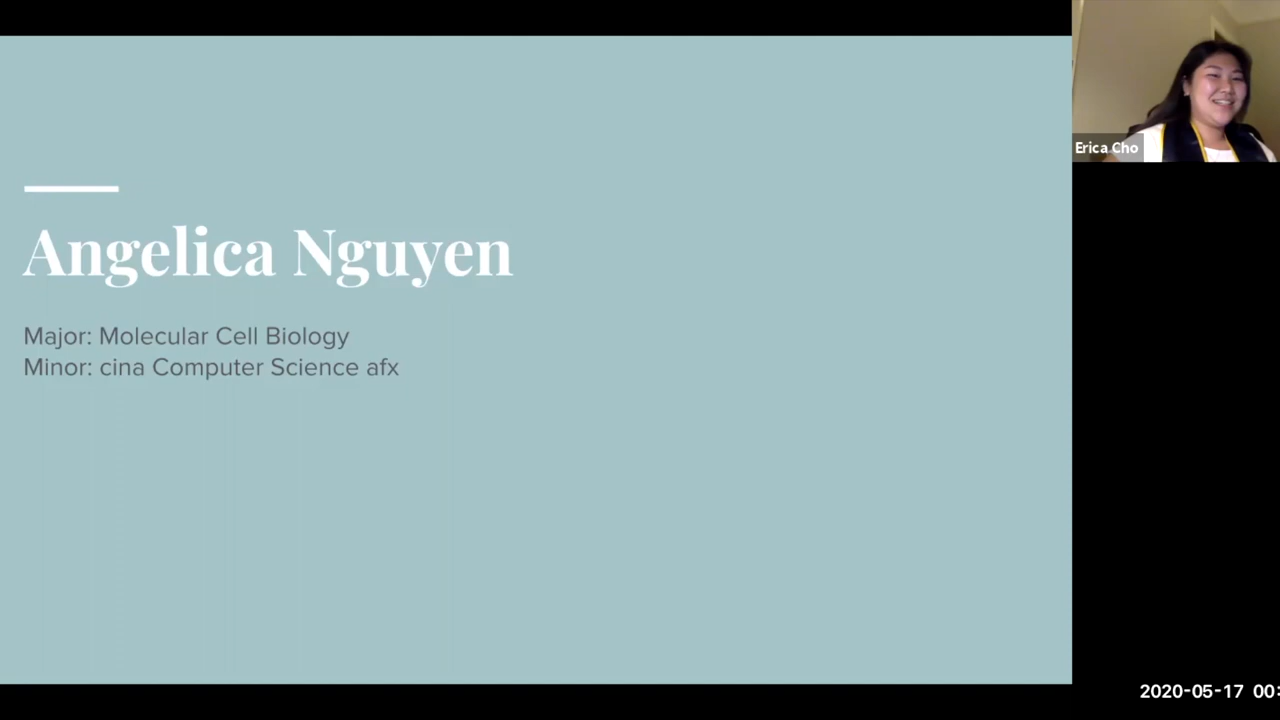 Angelica Nguyen
Major: Molecular Cell Biology
Minor: cina Computer Science afx
Erica Cho
2020-05-17 00: